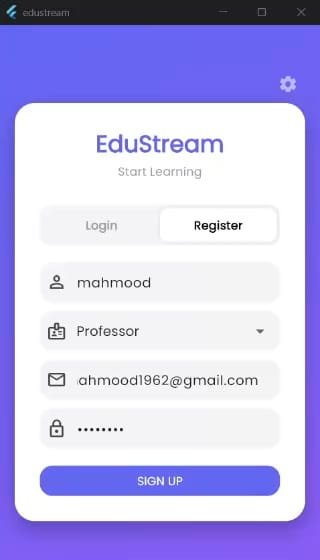 edustream
EduStream
Start Learning
Login Register
mahmood
Professor
ahmood1962@gmail.com
••••••••
SIGN UP